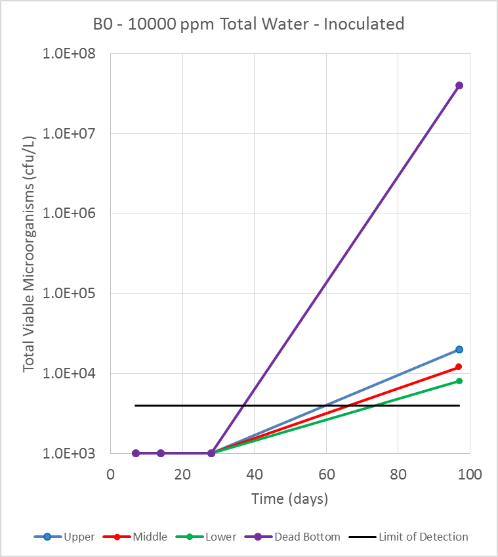 B0 - 10000 ppm Total Water - Inoculated
Total Viable Microorganisms (cfu/L)
1.0E+08
1.0E+07
1.0E+06
1.0E+05
1.0E+04
1.0E+03
0 20 40 60 80 100
Time (days)
Upper Middle Lower Dead Bottom Limit of Detection